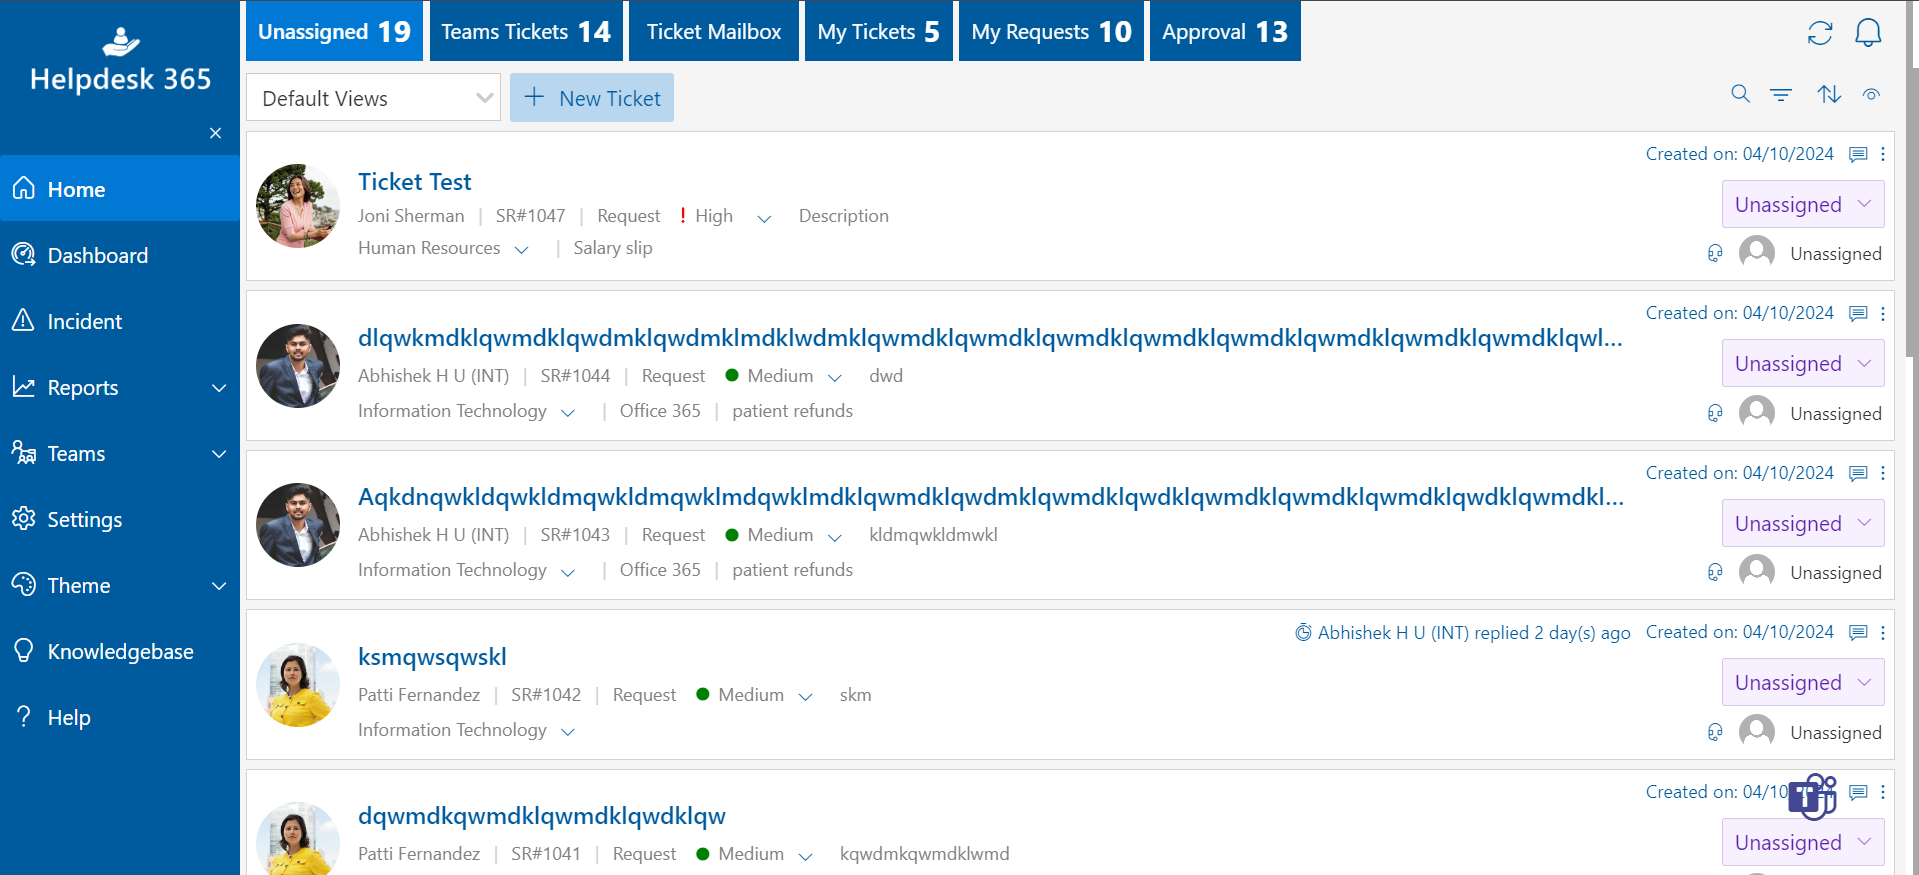 Helpdesk 365
Home
Dashboard
Incident
Reports
Teams
Settings
Theme
Knowledgebase
? Help
Unassigned 19 Teams Tickets 14 Ticket Mailbox My Tickets 5 My Requests 10 Approval 13
Default Views + New Ticket
Created on: 04/10/2024
Ticket Test
Unassigned
Joni Sherman | SR#1047 | Request ! High Description
Human Resources | Salary slip
Unassigned
Created on: 04/10/2024
dlqwkmdklqwmdklqwdmklqwdmklmdklwdmklqwmdklqwmdklqwmdklqwmdklqwmdklqwmdklqwmdklqwmdklqwl...
Unassigned
Abhishek H U (INT) | SR#1044 | Request Medium dwd
Information Technology | Office 365 | patient refunds
Unassigned
Created on: 04/10/2024
Aqkdnqwkldqwkldmqwkldmqwklmdqwklmdklqwmdklqwdmklqwmdklqwdklqwmdklqwmdklqwmdklqwdklqwmdkl...
Unassigned
Abhishek H U (INT) | SR#1043 | Request Medium kldmqwkldmwkl
Information Technology | Office 365 | patient refunds
Unassigned
Abhishek H U (INT) replied 2 day(s) ago Created on: 04/10/2024
ksmqwsqwskl
Unassigned
Patti Fernandez | SR#1042 | Request Medium skm
Information Technology
Unassigned
Created on: 04/10
dqwmdkqwmdklqwmdklqwdklqw
Unassigned
Patti Fernandez | SR#1041 | Request Medium kqwdmkqwmdklwmd